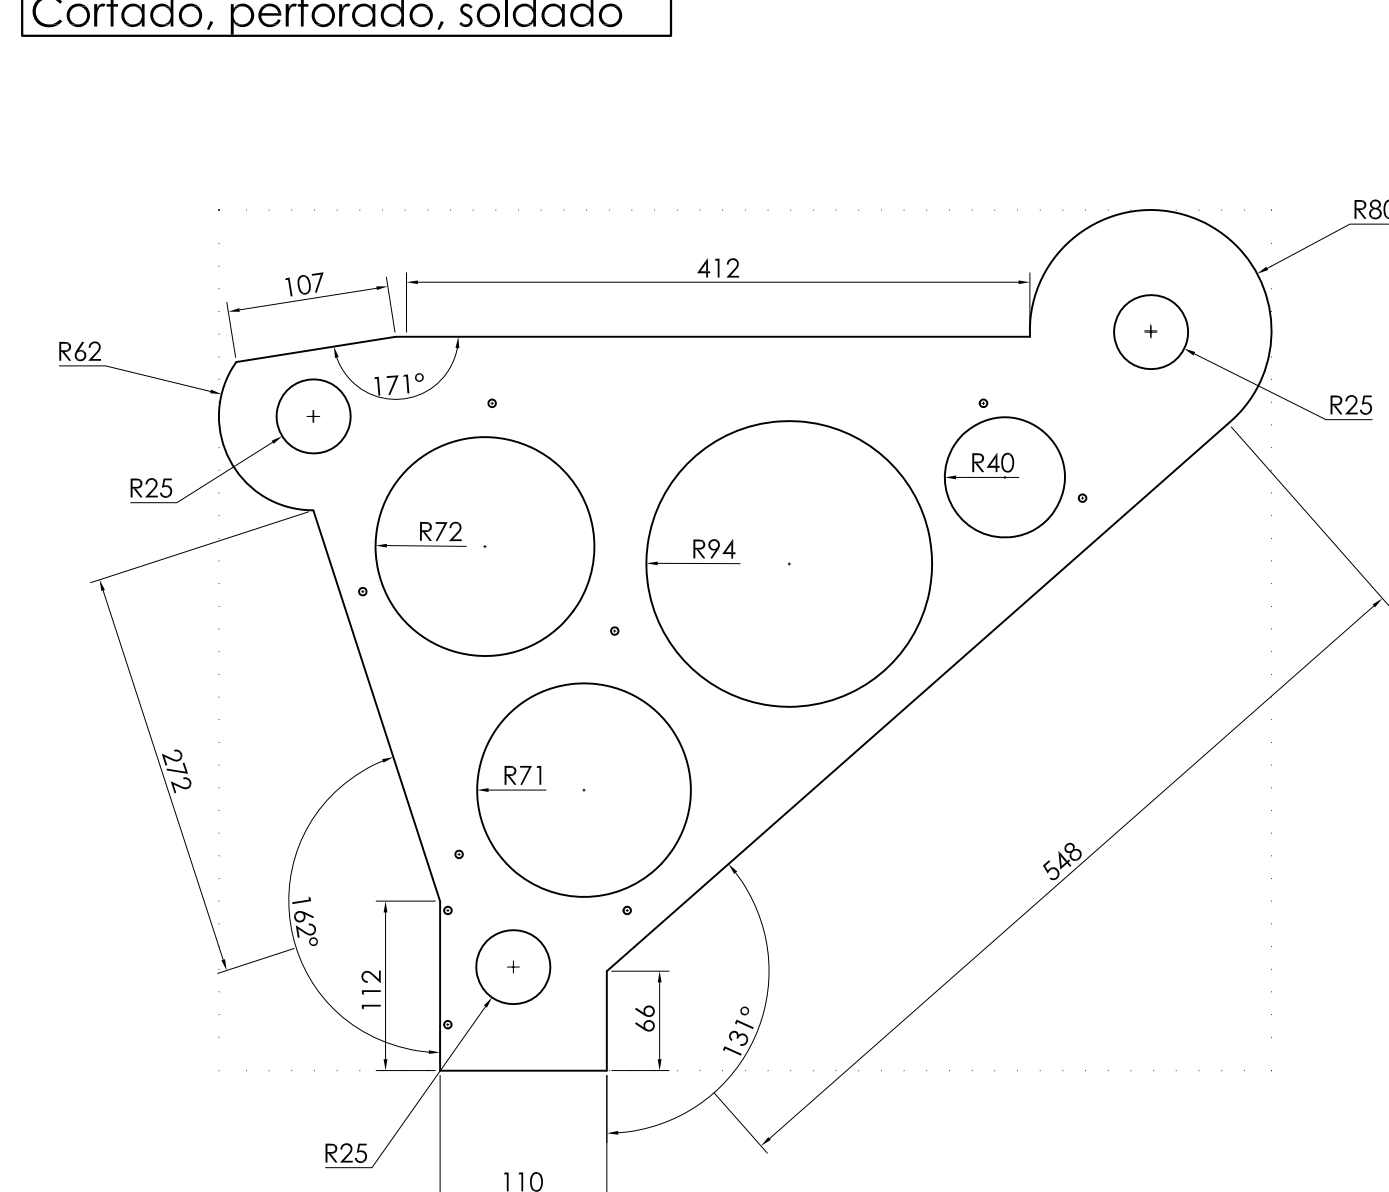 Cortado, perforado, soldado
R80
412
107
R62
171°
R25
R40
R25
R72
R94
272
R71
548
162°
112
66
131°
R25
110